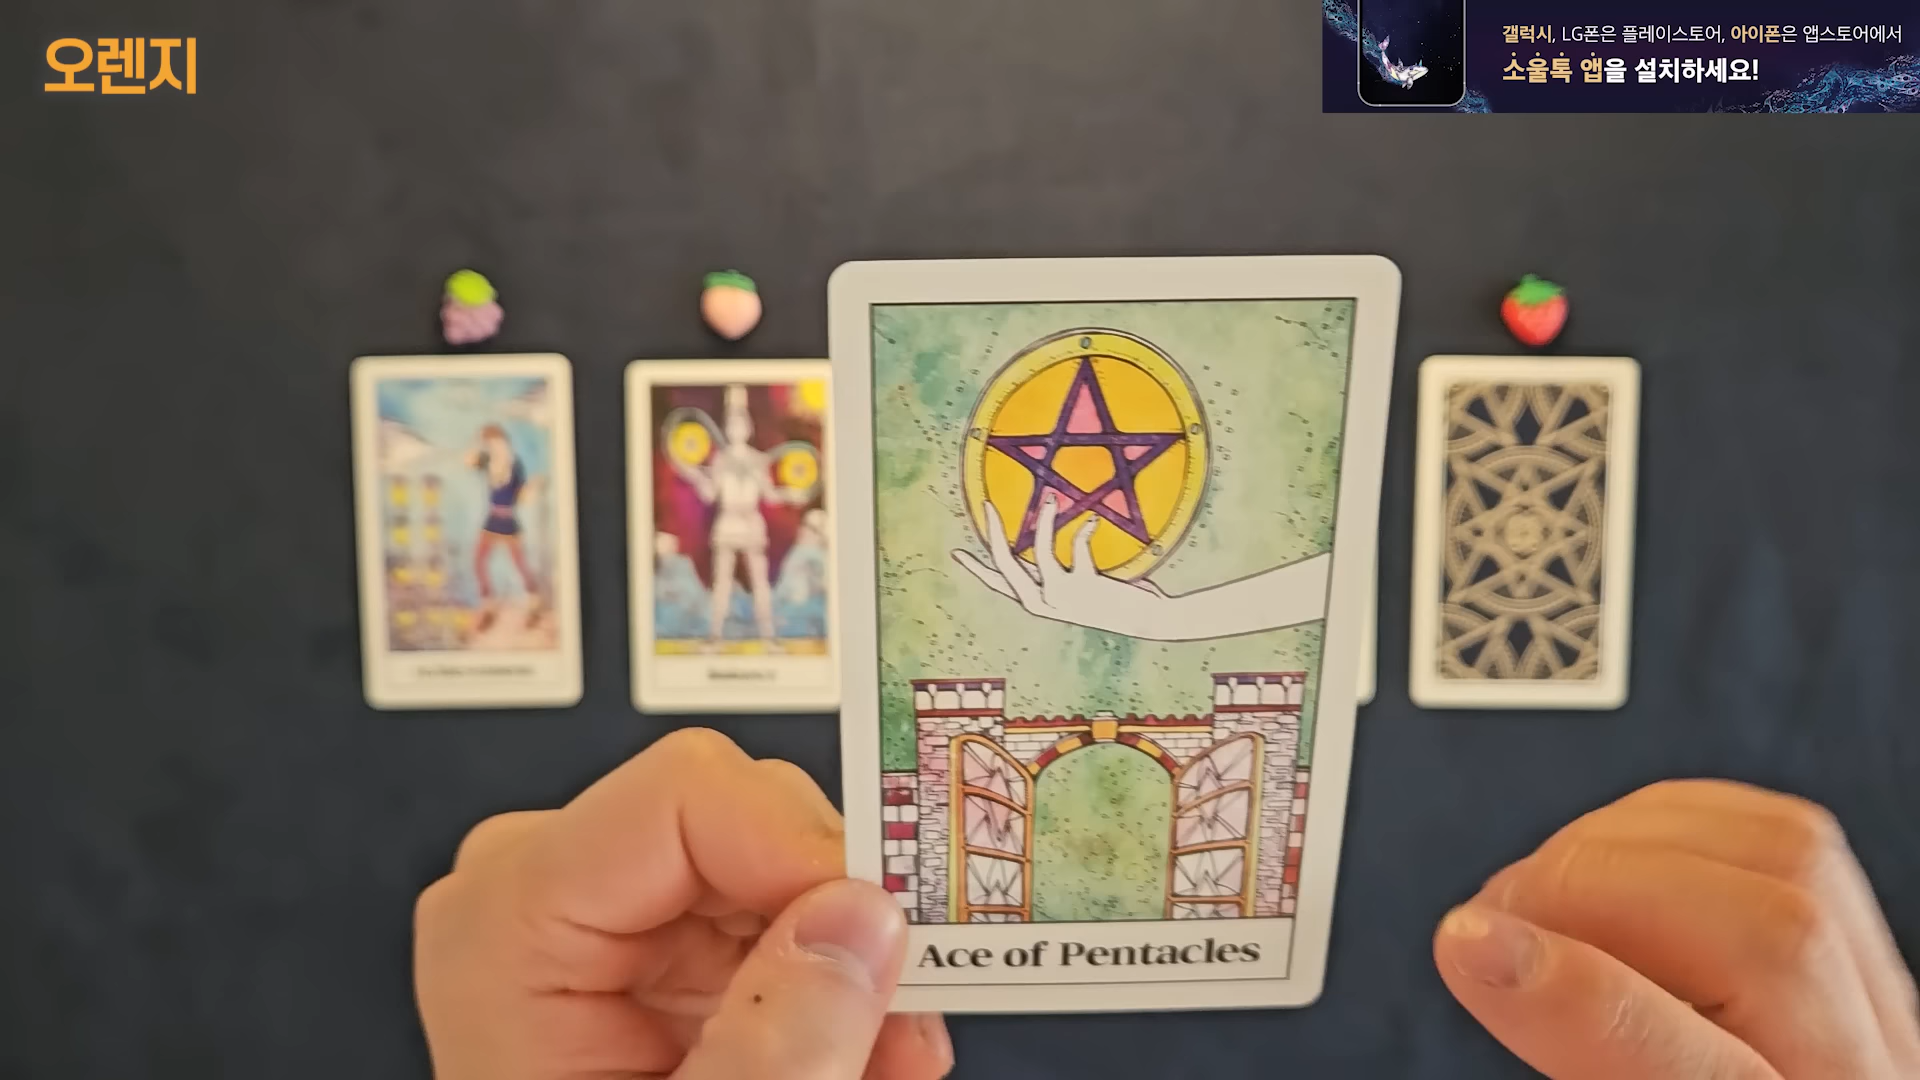 오렌지
갤럭시, LG폰은 플레이스토어, 아이폰은 앱스토어에서
소울톡 앱을 설치하세요!
Ace of Pentacles